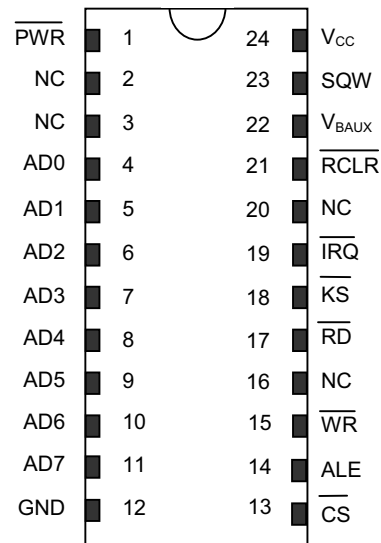 PWR 1 24 VCC
NC 2 23 SQW
NC 3 22 VBAUX
AD0 4 21 RCLR
AD1 5 20 NC
AD2 6 19 IRQ
AD3 7 18 KS
AD4 8 17 RD
AD5 9 16 NC
AD6 10 15 WR
AD7 11 14 ALE
GND 12 13 CS